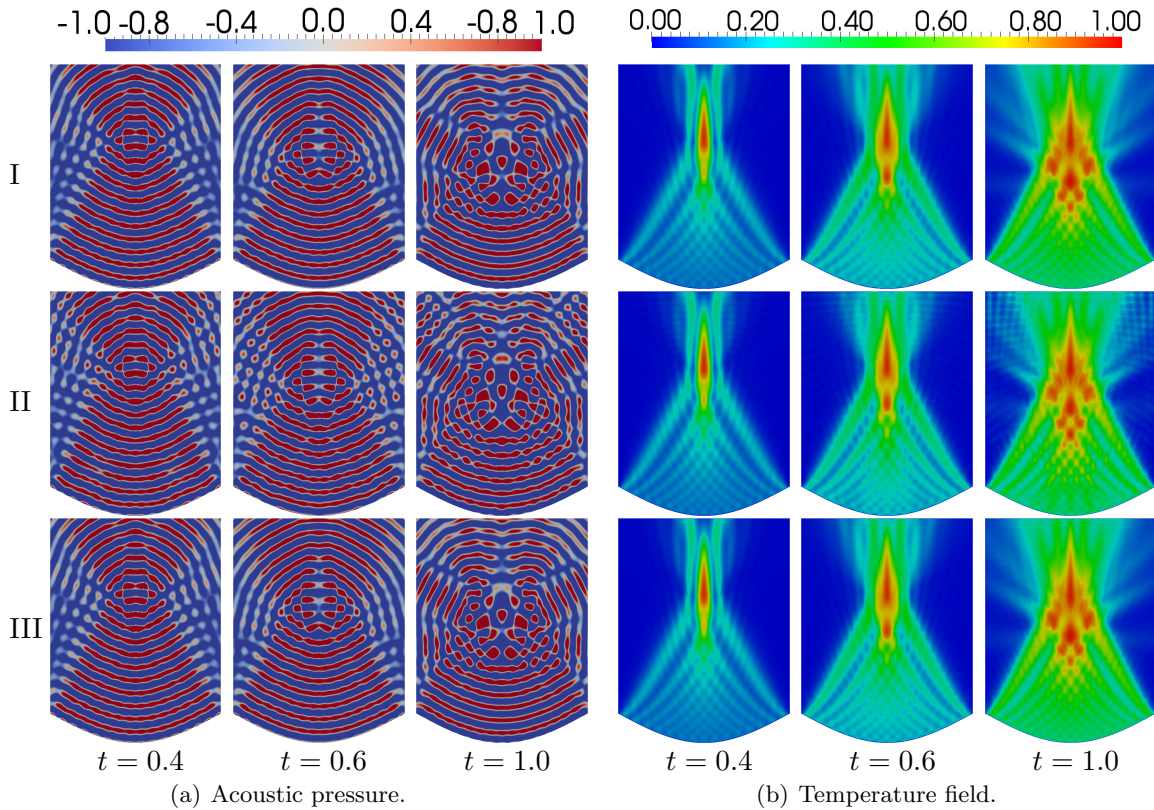 -1.0 -0.8 -0.4 0.0 0.4 -0.8 1.0
0.00 0.20 0.40 0.60 0.80 1.00
I
II
III
t = 0.4 t = 0.6 t = 1.0
t = 0.4 t = 0.6 t = 1.0
(a) Acoustic pressure.
(b) Temperature field.